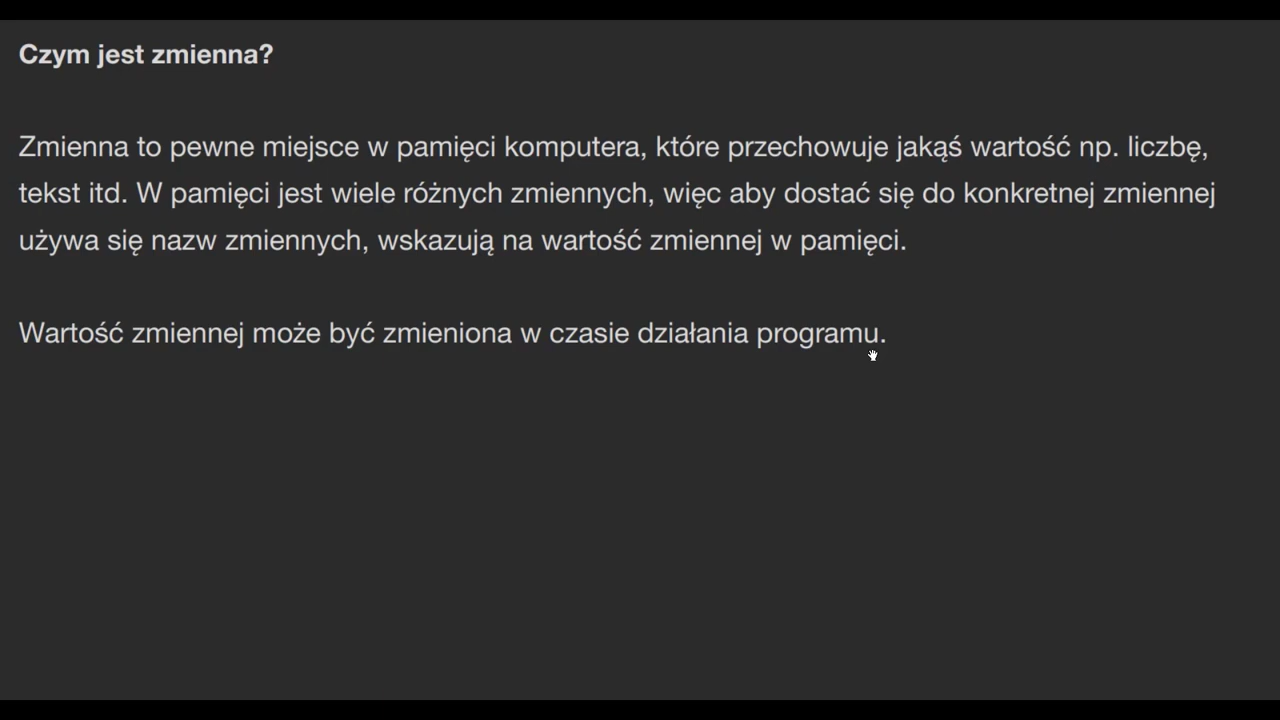 Czym jest zmienna?
Zmienna to pewne miejsce w pamięci komputera, które przechowuje jakąś wartość np. liczbę,
tekst itd. W pamięci jest wiele różnych zmiennych, więc aby dostać się do konkretnej zmiennej
używa się nazw zmiennych, wskazują na wartość zmiennej w pamięci.
Wartość zmiennej może być zmieniona w czasie działania programu.